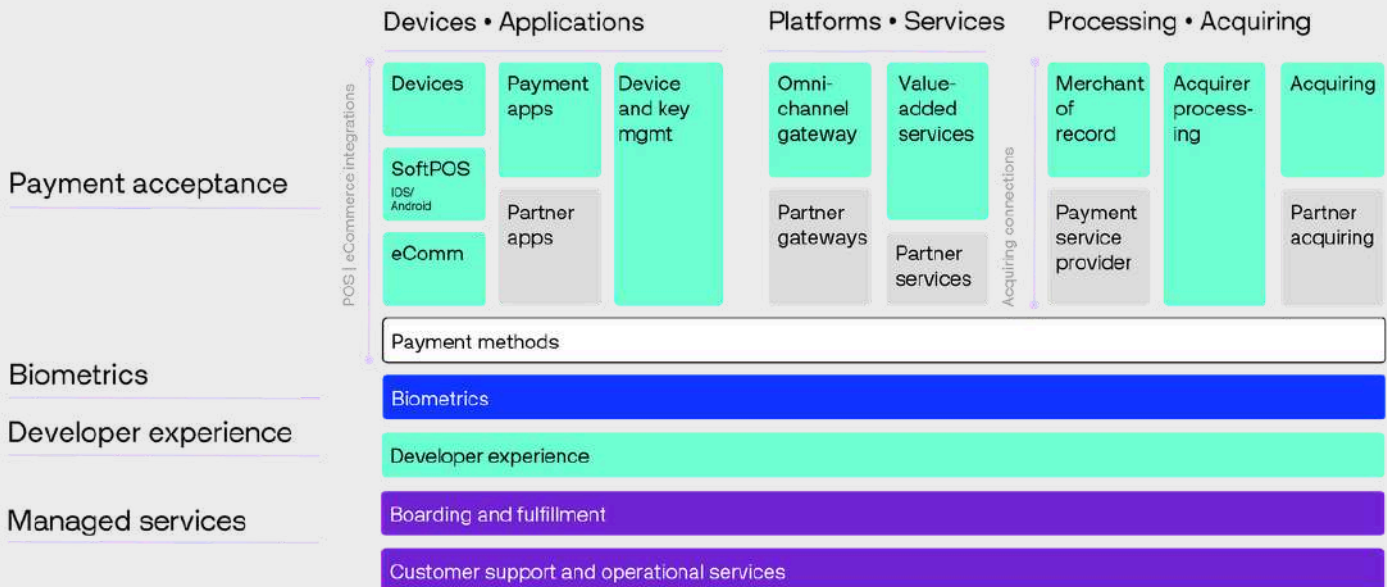 Devices • Applications
Platforms • Services
Processing • Acquiring
Payment acceptance
POS | eCommerce integrations
Devices
SoftPOS
IOS/
Android
eComm
Payment
apps
Partner
apps
Device
and key
mgmt
Omni-
channel
gateway
Partner
gateways
Value-
added
services
Partner
services
Acquiring connections
Merchant
of
record
Payment
service
provider
Acquirer
process-
ing
Acquiring
Partner
acquiring
Payment methods
Biometrics
Biometrics
Developer experience
Developer experience
Managed services
Boarding and fulfillment
Customer support and operational services